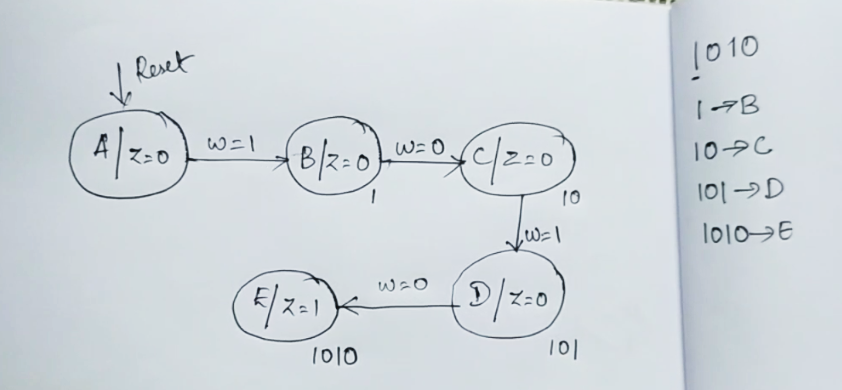 Reset
A/z=0
w=1
B/z=0
1
w=0
C/z=0
10
w=1
D/z=0
101
w=0
E/z=1
1010
1010
1→B
10→C
101→D
1010→E